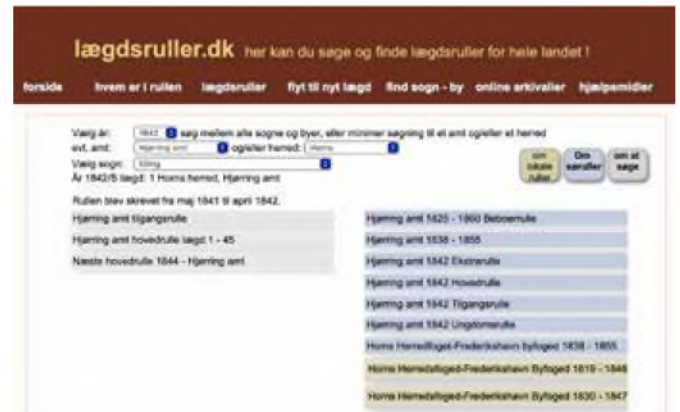 lægdsruller.dk her kan du søge og finde lægdsruller for hele landet !
forside hvem er i rullen lægdsruller flyt til nyt lægd find sogn - by online arkivalier hjælpemidler
Vælg år: 1842 søg mellem alle sogne og byer, eller minimer søgning til et amt og/eller et herred
evt. amt: Hjørring amt og/eller herred: Horns
Vælg sogn:
om lokale ruller
Om søruller
om at søge
År 1842/S lægd: 1 Horns herred, Hjørring amt
Rullen blev skrevet fra maj 1841 til april 1842.
Hjørring amt tilgangsrulle
Hjørring amt hovedrulle lægd 1 - 45
Næste hovedrulle 1844 - Hjørring amt
Hjørring amt 1825 - 1860 Beboerrulle
Hjørring amt 1838 - 1855
Hjørring amt 1842 Ekstrarulle
Hjørring amt 1842 Hovedrulle
Hjørring amt 1842 Tilgangsrulle
Hjørring amt 1842 Ungdomsrulle
Horns Herredfoget-Frederikshavn byfoged 1838 - 1855
Horns Herredsfoged-Frederikshavn Byfoged 1819 - 1846
Horns Herredsfoged-Frederikshavn Byfoged 1830 - 1847